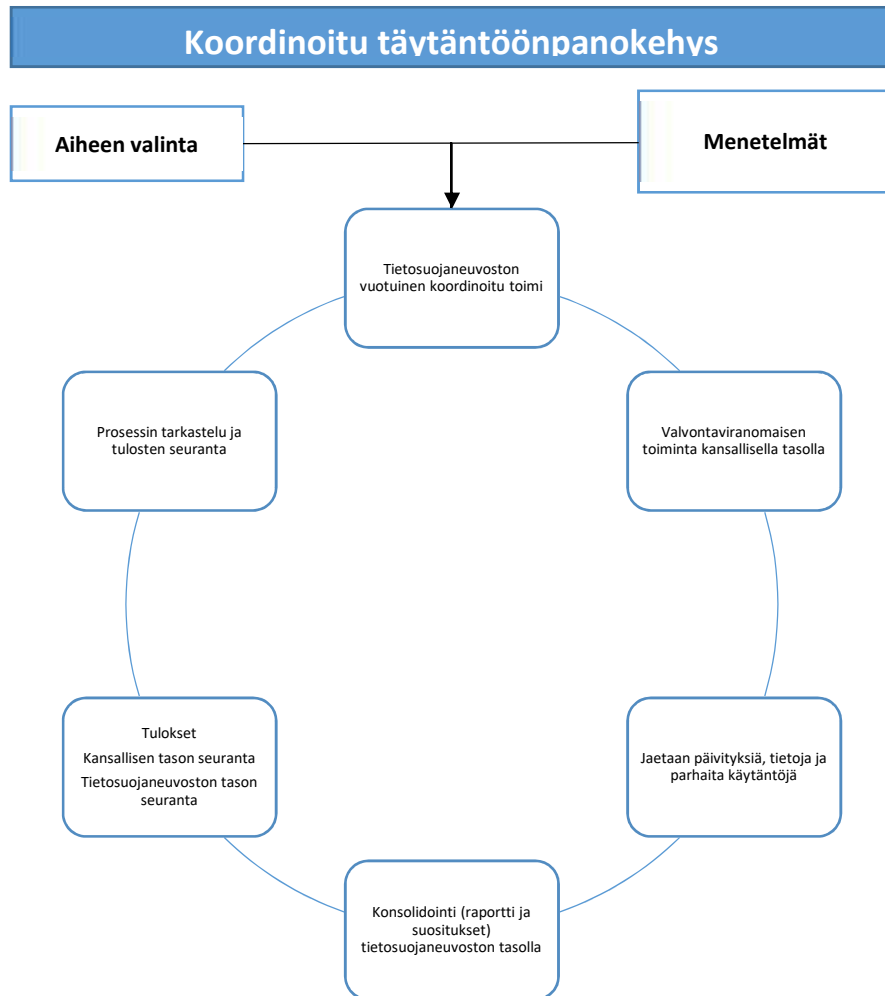 Koordinoitu täytäntöönpanokehys
Aiheen valinta
Menetelmät
Tietosuojaneuvoston
vuotuinen koordinoitu toimi
Prosessin tarkastelu ja
tulosten seuranta
Valvontaviranomaisen
toiminta kansallisella tasolla
Tulokset
Kansallisen tason seuranta
Tietosuojaneuvoston tason
seuranta
Jaetaan päivityksiä, tietoja ja
parhaita käytäntöjä
Konsolidointi (raportti ja
suositukset)
tietosuojaneuvoston tasolla